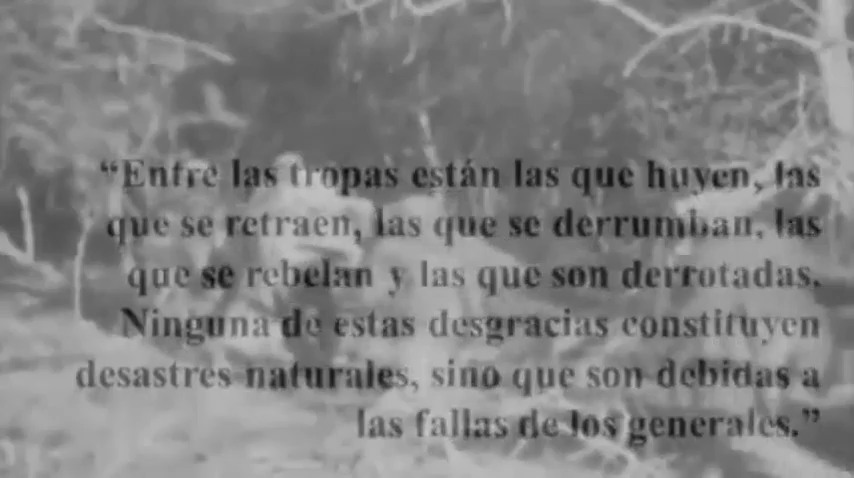 “Entre las tropas están las que huyen, las
que se retraen, las que se derrumban, las
que se rebelan y las que son derrotadas.
Ninguna de estas desgracias constituyen
desastres naturales, sino que son debidas a
las fallas de los generales.”